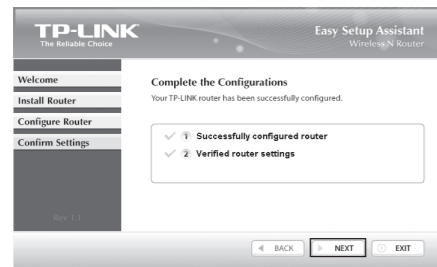 TP-LINK
The Reliable Choice
Easy Setup Assistant
Wireless N Router
Welcome
Install Router
Configure Router
Confirm Settings
Rev 1.1
Complete the Configurations
Your TP-LINK router has been successfully configured.
1 Successfully configured router
2 Verified router settings
BACK
NEXT
EXIT